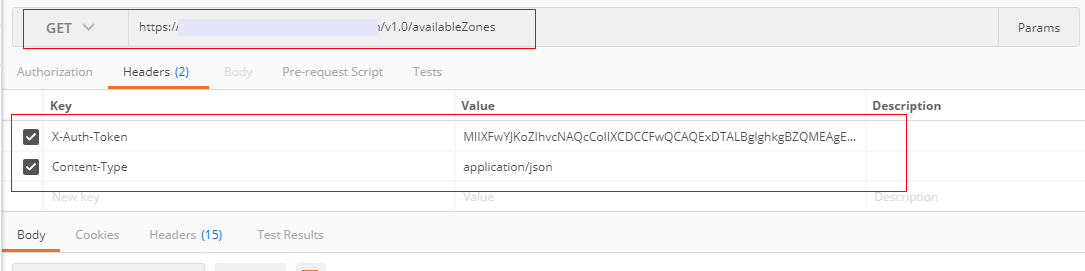 GET https:// /v1.0/availableZones Params
Authorization Headers (2) Body Pre-request Script Tests
Key Value Description
X-Auth-Token MIIXFwYJKoZIhvcNAQcCoIIXCDCCFwQCAQExDTALBglghkgBZQMEAgE...
Content-Type application/json
New key Value Description
Body Cookies Headers (15) Test Results